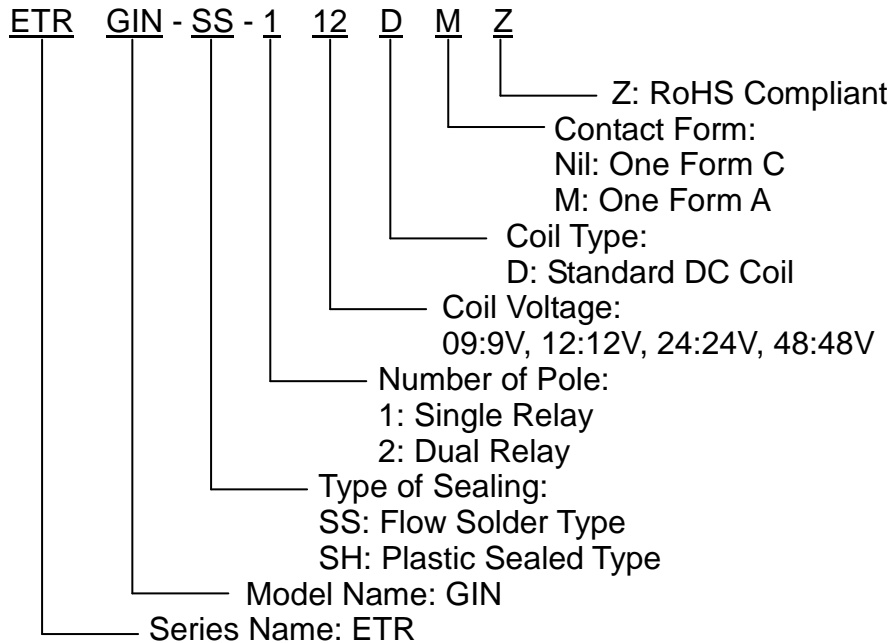 ETR GIN - SS - 1 12 D M Z
Z: RoHS Compliant
Contact Form:
Nil: One Form C
M: One Form A
Coil Type:
D: Standard DC Coil
Coil Voltage:
09:9V, 12:12V, 24:24V, 48:48V
Number of Pole:
1: Single Relay
2: Dual Relay
Type of Sealing:
SS: Flow Solder Type
SH: Plastic Sealed Type
Model Name: GIN
Series Name: ETR